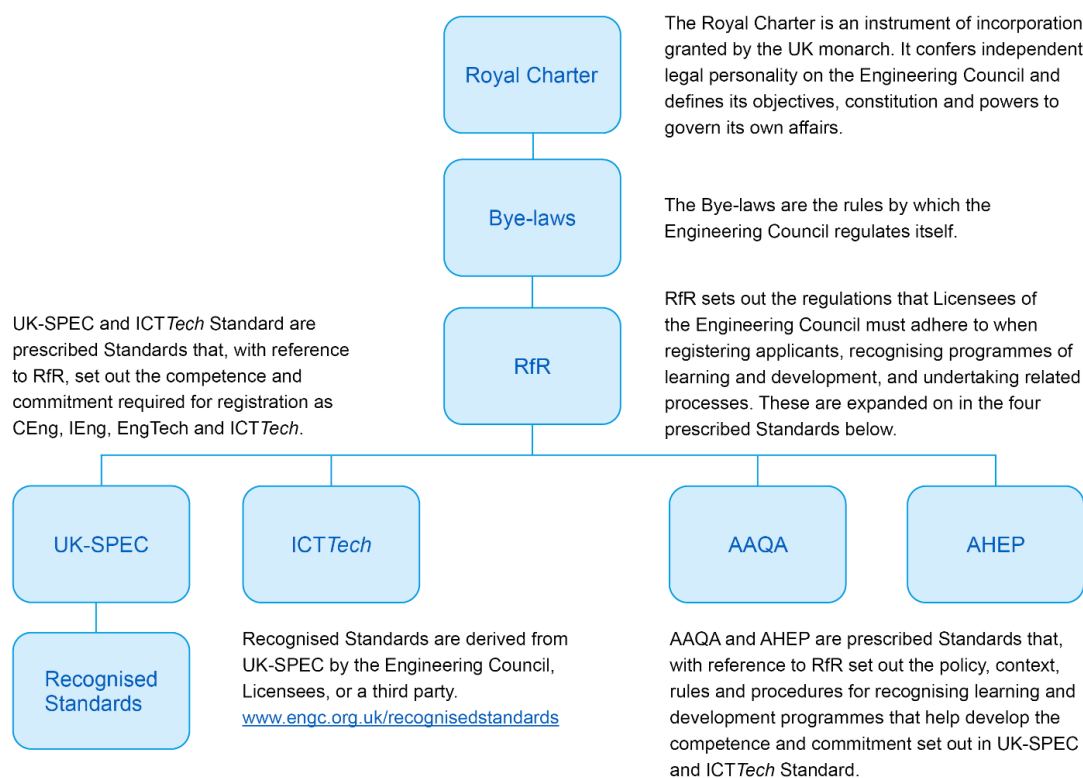 Royal Charter
The Royal Charter is an instrument of incorporation
granted by the UK monarch. It confers independent
legal personality on the Engineering Council and
defines its objectives, constitution and powers to
govern its own affairs.
Bye-laws
The Bye-laws are the rules by which the
Engineering Council regulates itself.
UK-SPEC and ICTTech Standard are
prescribed Standards that, with reference
to RfR, set out the competence and
commitment required for registration as
CEng, IEng, EngTech and ICTTech.
RfR
RfR sets out the regulations that Licensees of
the Engineering Council must adhere to when
registering applicants, recognising programmes of
learning and development, and undertaking related
processes. These are expanded on in the four
prescribed Standards below.
UK-SPEC
ICTTech
AAQA
AHEP
Recognised
Standards
Recognised Standards are derived from
UK-SPEC by the Engineering Council,
Licensees, or a third party.
www.engc.org.uk/recognisedstandards
AAQA and AHEP are prescribed Standards that,
with reference to RfR set out the policy, context,
rules and procedures for recognising learning and
development programmes that help develop the
competence and commitment set out in UK-SPEC
and ICTTech Standard.